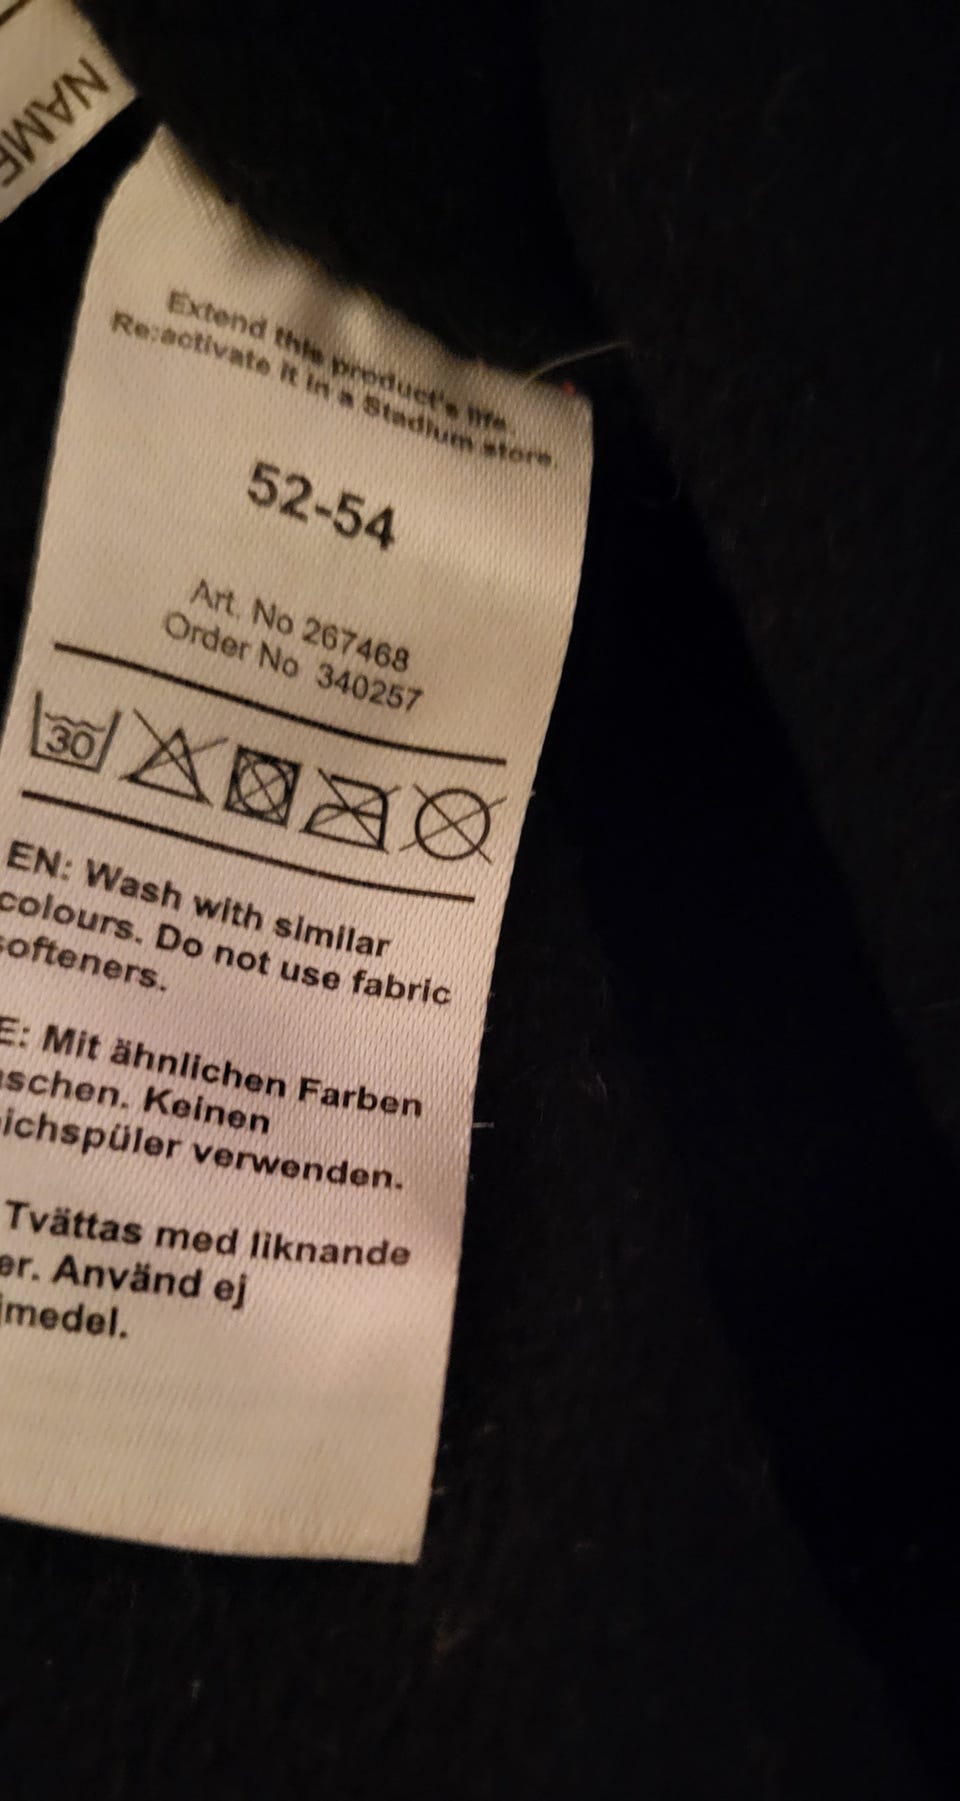 NAME
Extend this product's life.
Re:activate it in a Stadium store.
52-54
Art. No 267468
Order No 340257
30
EN: Wash with similar
colours. Do not use fabric
softeners.
E: Mit ähnlichen Farben
aschen. Keinen
ichspüler verwenden.
Tvättas med liknande
er. Använd ej
jmedel.